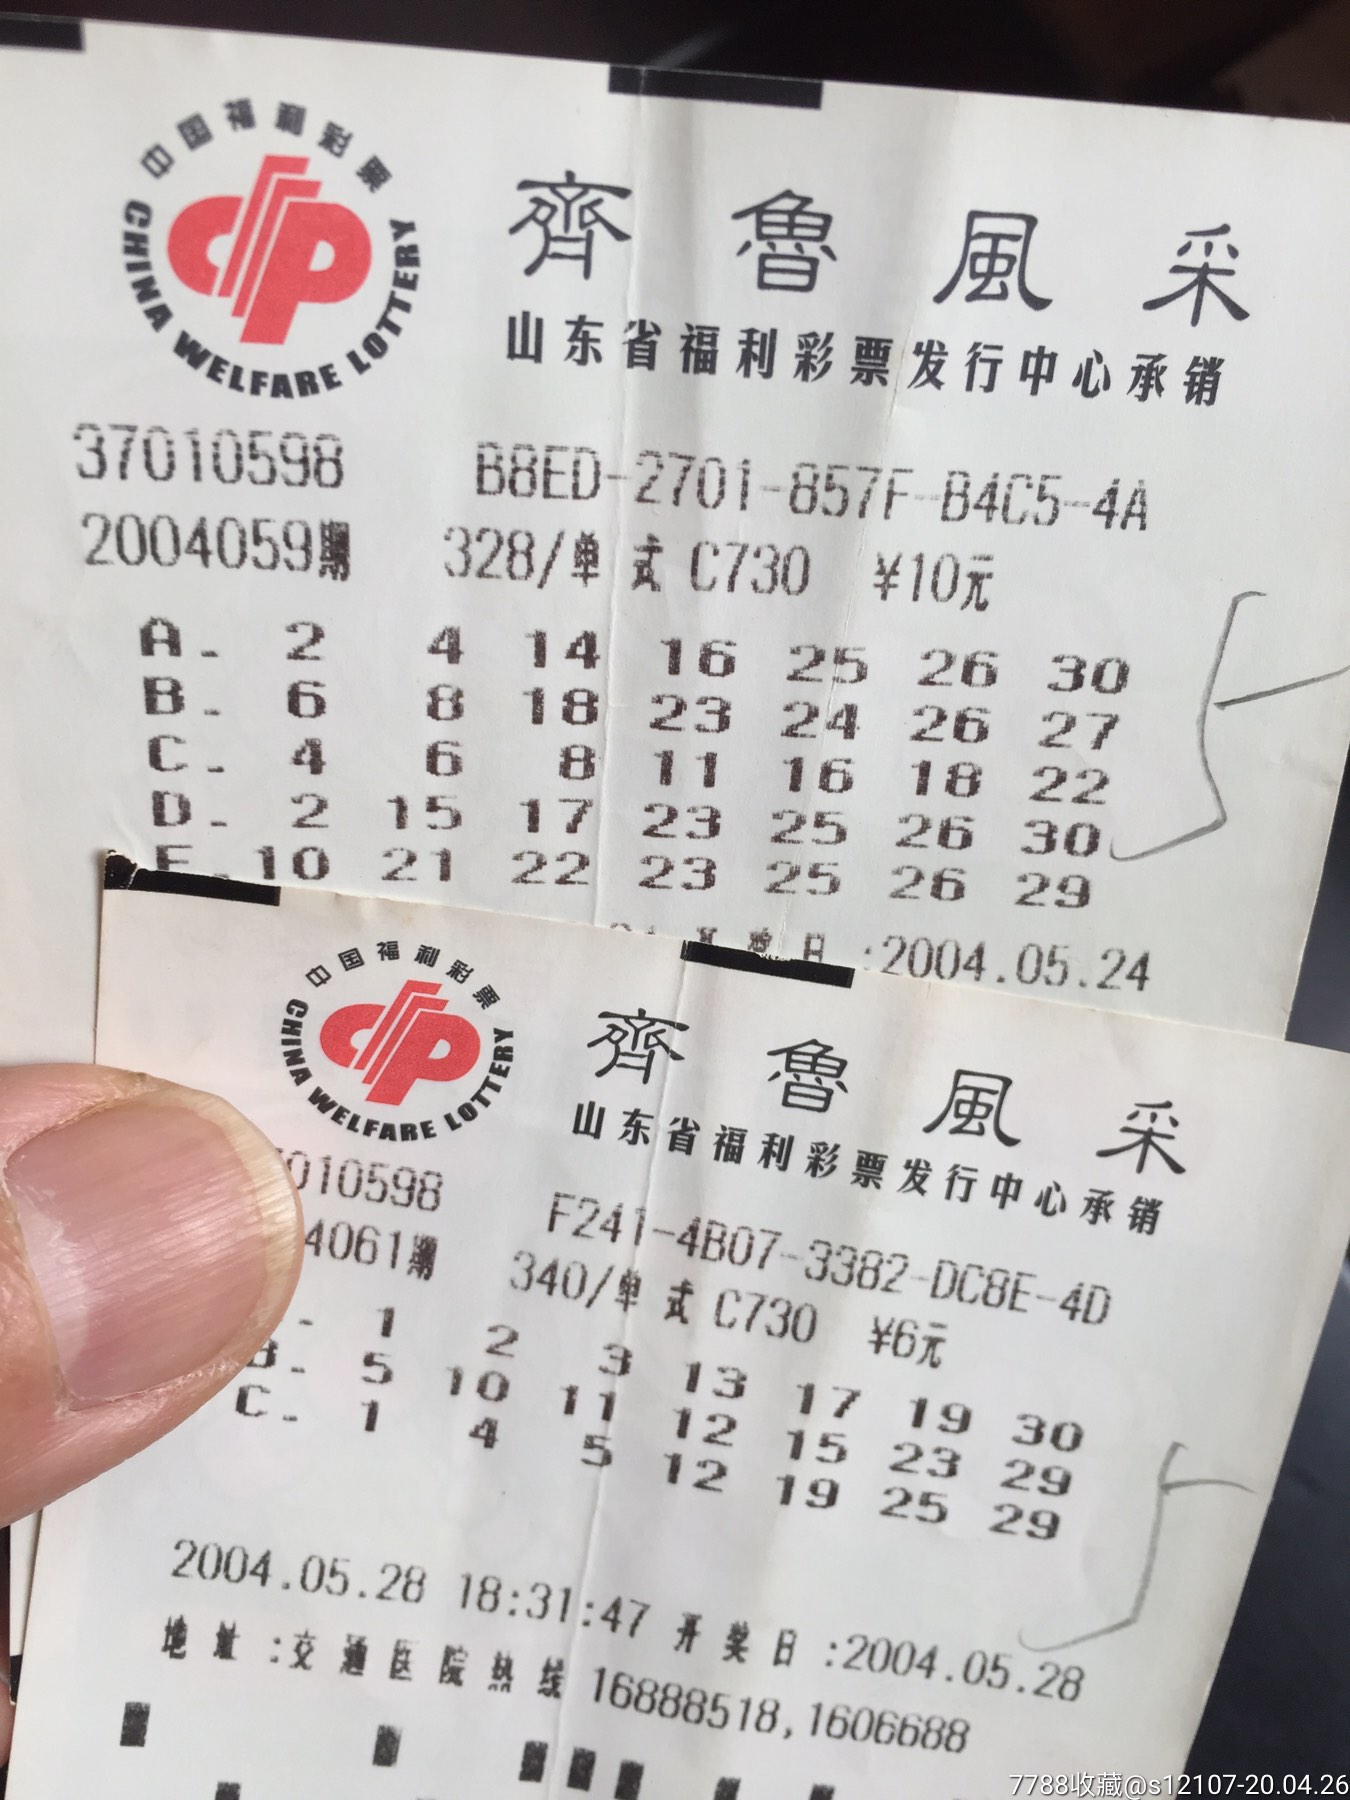 中国福利彩票
CHINA WELFARE LOTTERY
齊魯風采
山东省福利彩票发行中心承销
37010598 B8ED-2701-857F-B4C5-4A
2004059期 328/单式 C730 ¥10元
A. 2 4 14 16 25 26 30
B. 6 8 18 23 24 26 27
C. 4 6 8 11 16 18 22
D. 2 15 17 23 25 26 30
E. 10 21 22 23 25 26 29
日:2004.05.24
中国福利彩票
CHINA WELFARE LOTTERY
齊魯風采
山东省福利彩票发行中心承销
010598 F241-4B07-3382-DC8E-4D
4061期 340/单式 C730 ¥6元
- 1 2 3 13 17 19 30
B. 5 10 11 12 15 23 29
C. 1 4 5 12 19 25 29
2004.05.28 18:31:47 开奖日:2004.05.28
地址:交通医院热线 16888518,1606688
7788收藏@s12107-20.04.26